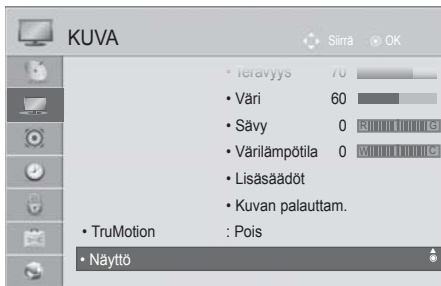 KUVA
Siirrä OK
• Terävyys 70
• Väri 60
• Sävy 0 R G
• Värilämpötila 0 W C
• Lisäsäädöt
• Kuvan palauttam.
• TruMotion : Pois
• Näyttö